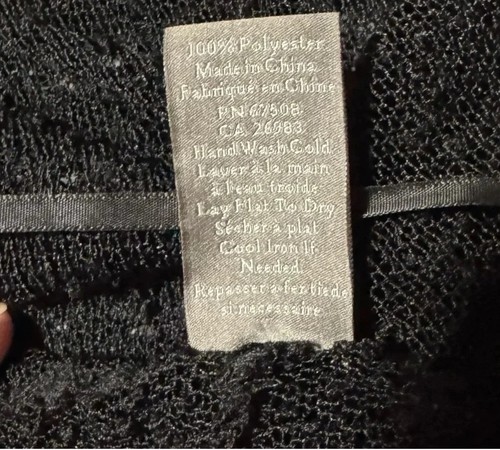 100% Polyester
Made in China
Fabriqué en Chine
RN 67508
CA 26983
Hand Wash Cold
Laver à la main
à l'eau froide
Lay Flat To Dry
Sécher à plat
Cool Iron If
Needed
Repasser à fer tiede
si nécessaire